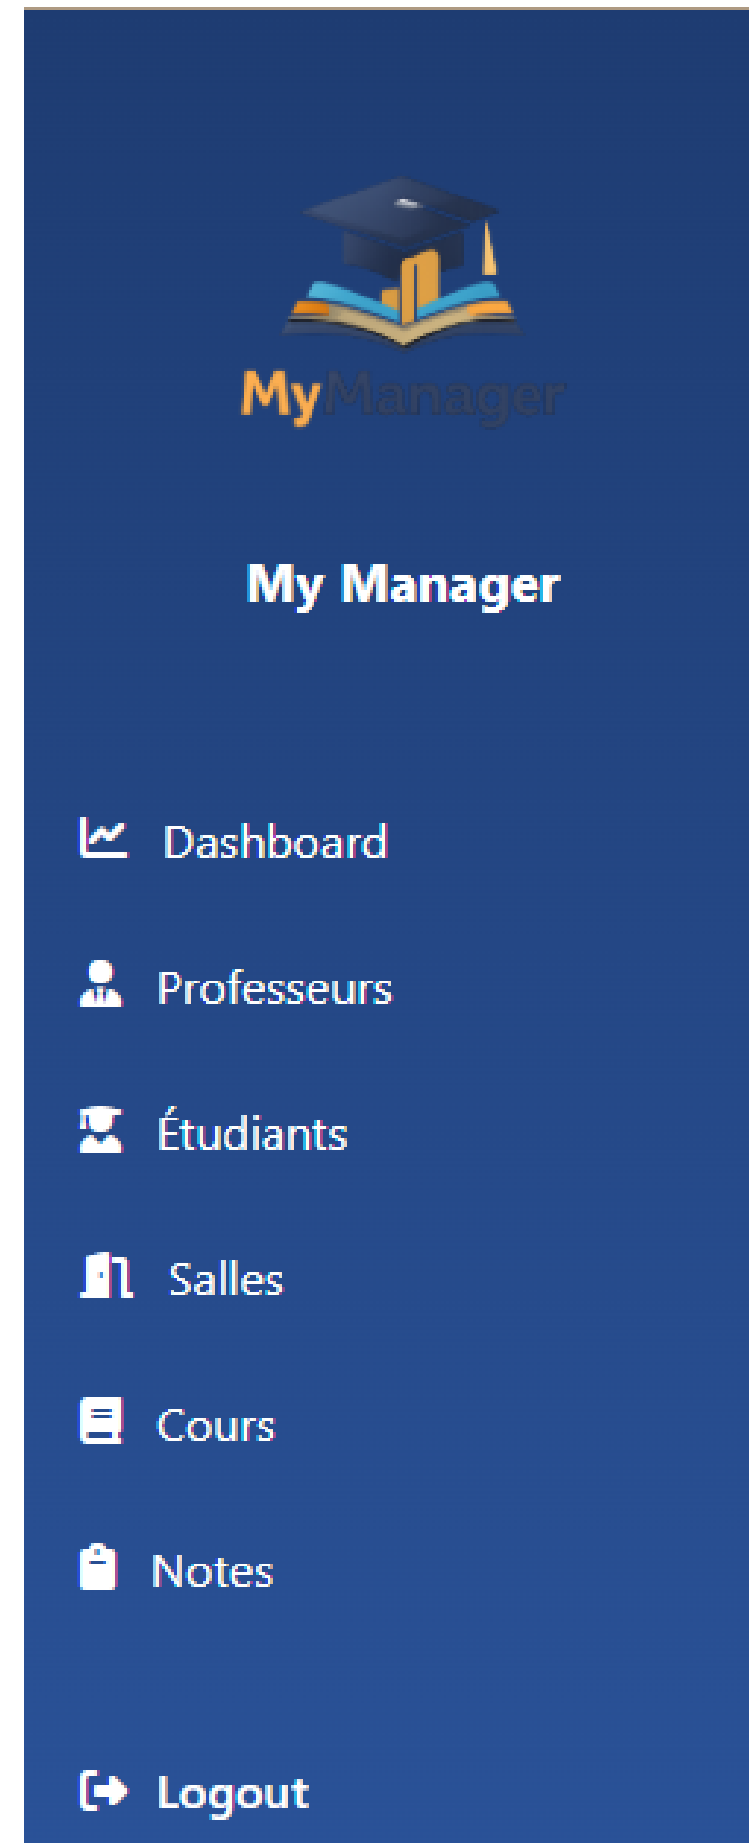 MyManager
My Manager
Dashboard
Professeurs
Étudiants
Salles
Cours
Notes
Logout